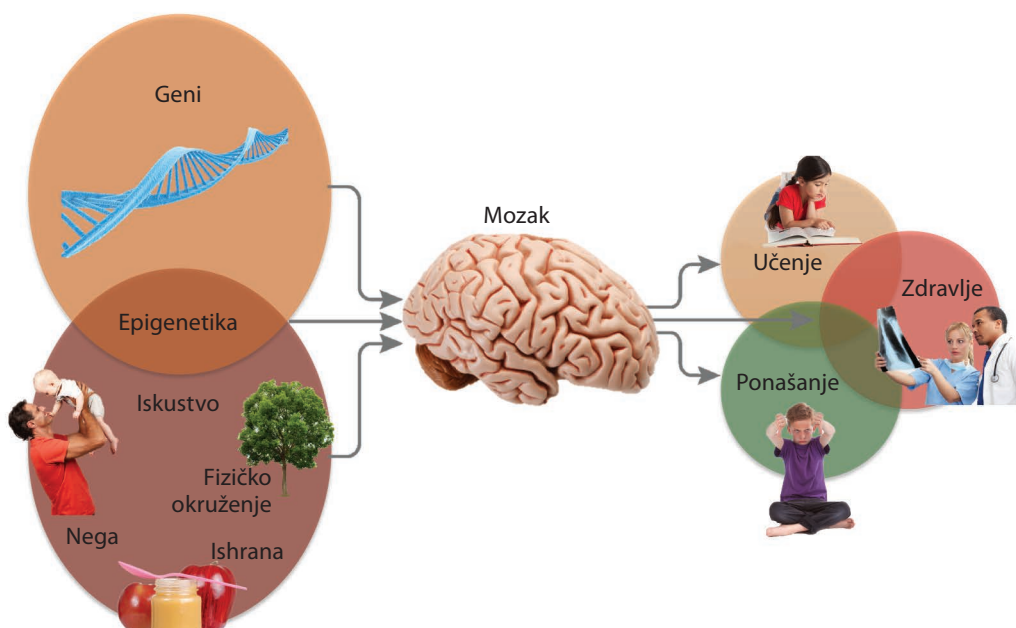 Geni
Epigenetika
Iskustvo
Fizičko
okruženje
Nega
Ishrana
Mozak
Učenje
Zdravlje
Ponašanje